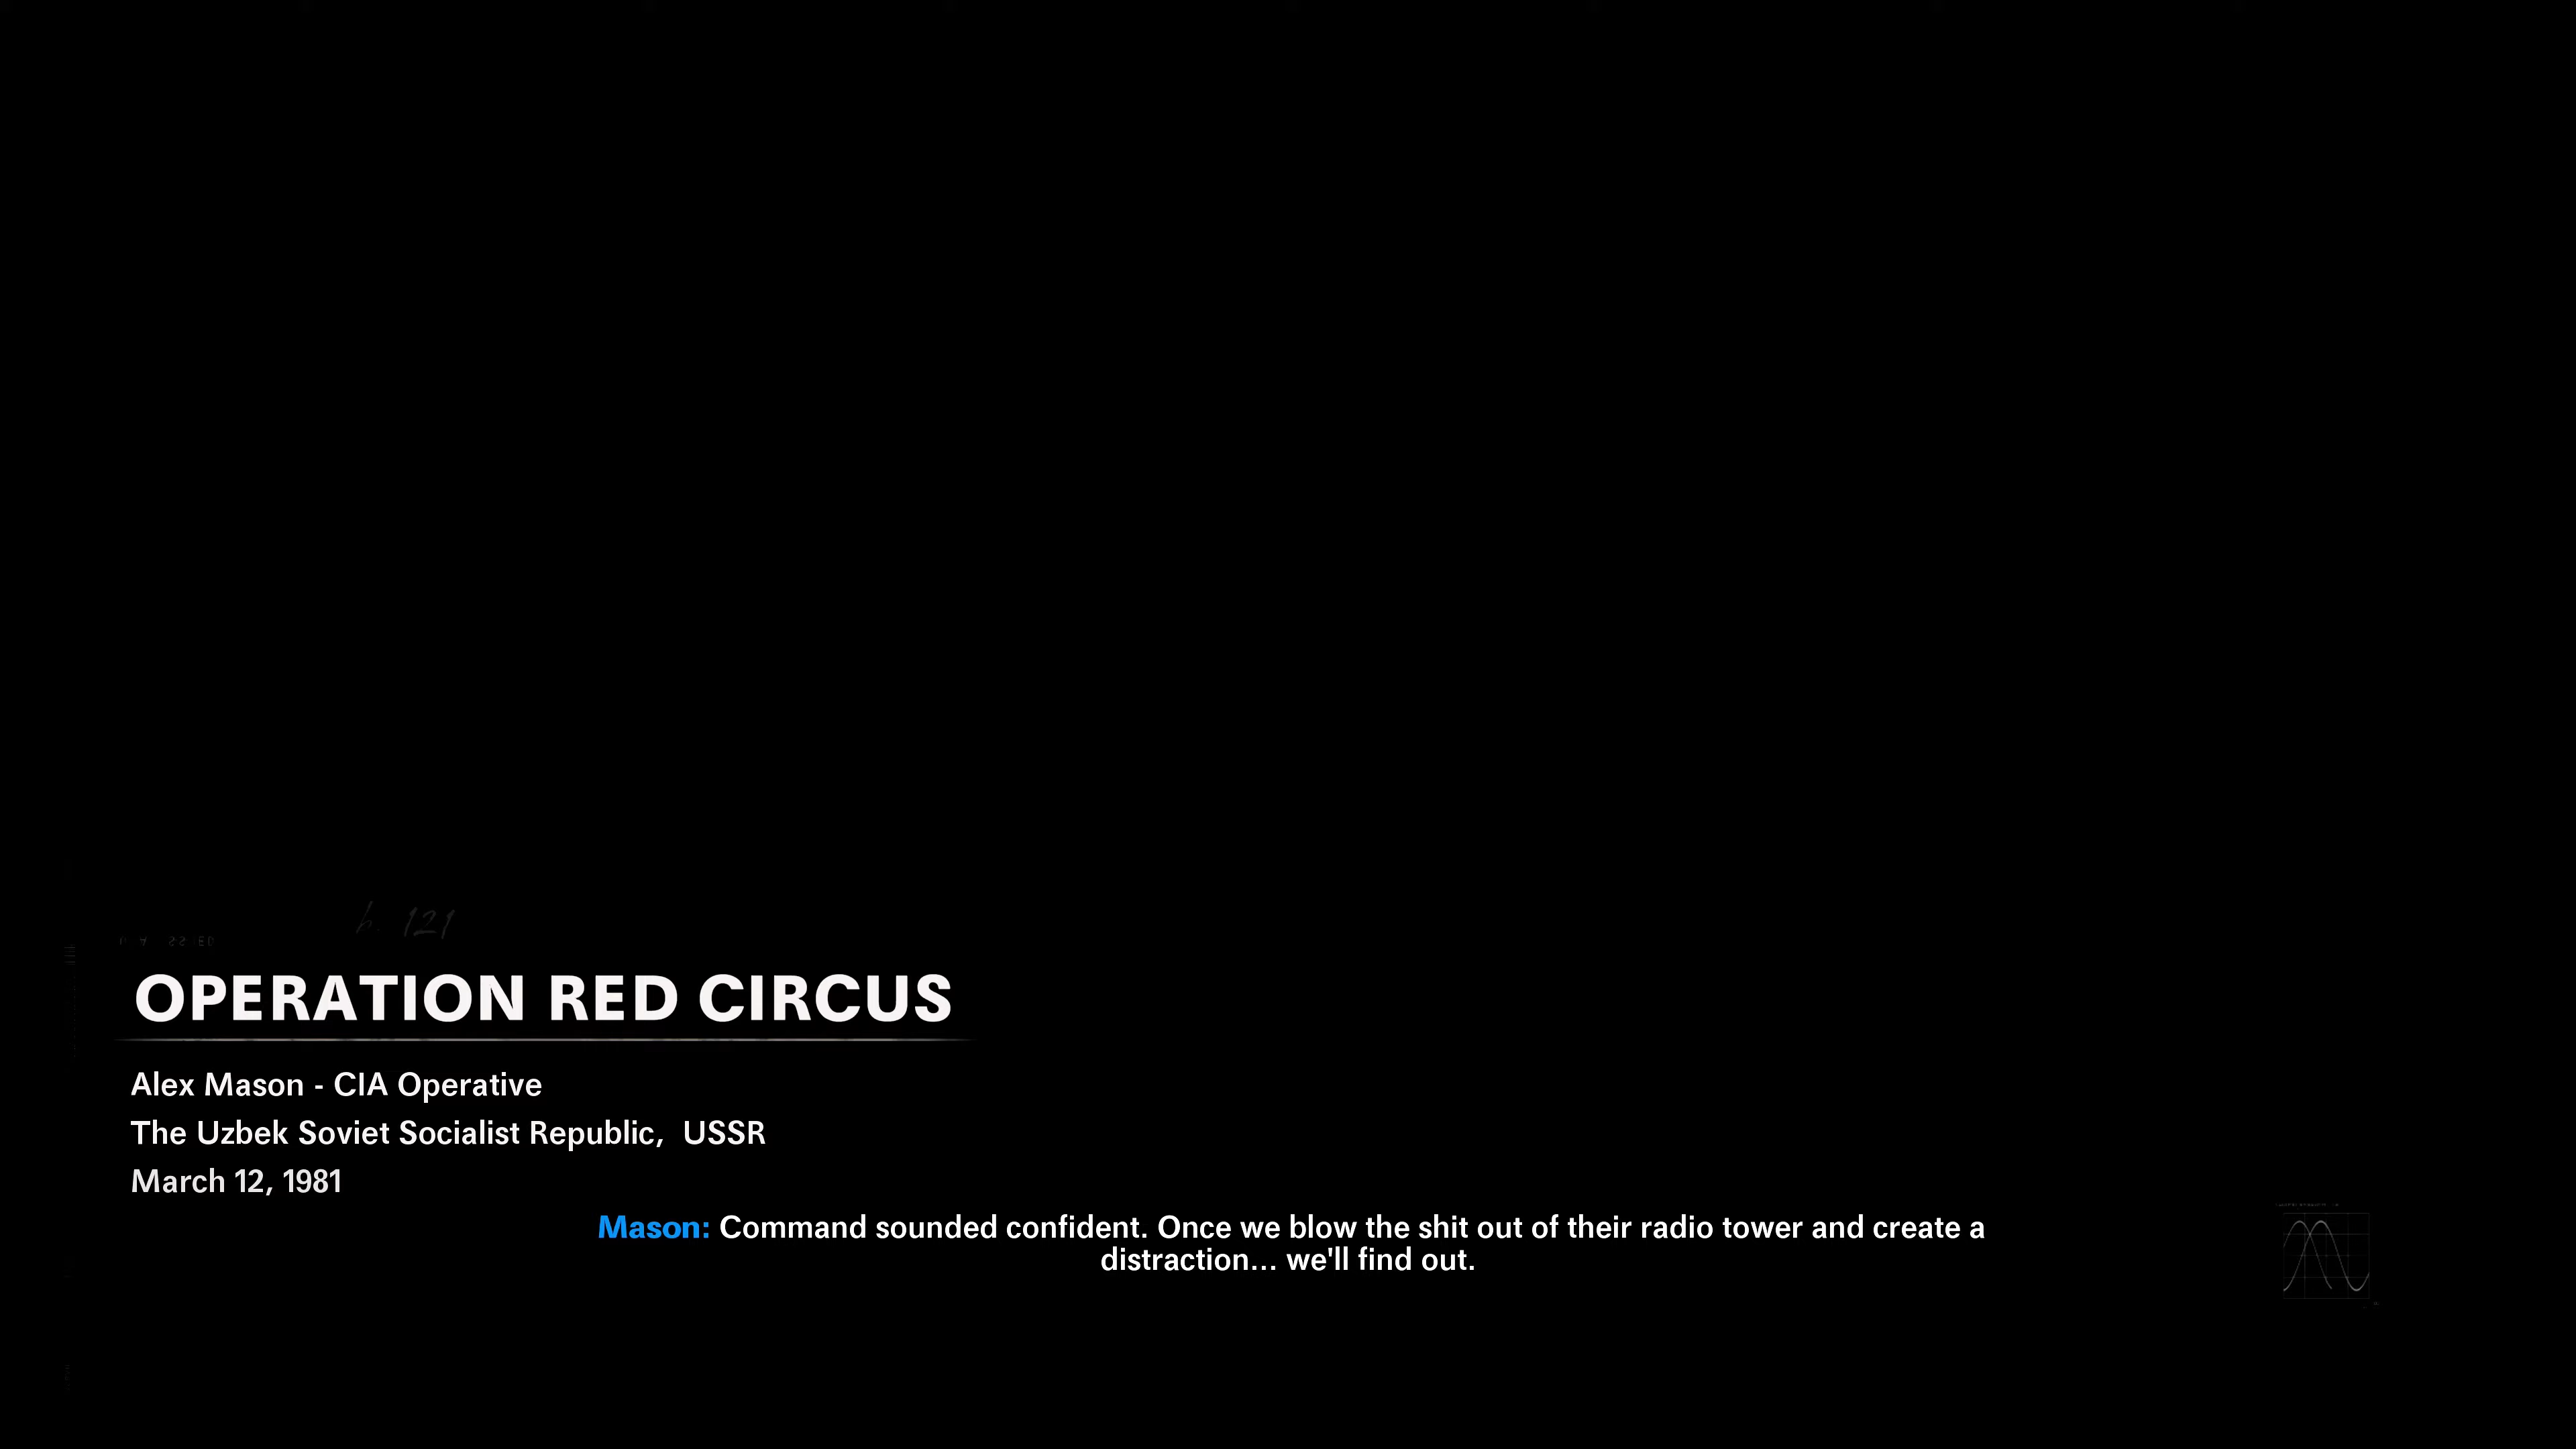 h. 121
OPERATION RED CIRCUS
Alex Mason - CIA Operative
The Uzbek Soviet Socialist Republic,  USSR
March 12, 1981
Mason: Command sounded confident. Once we blow the shit out of their radio tower and create a
distraction... we'll find out.